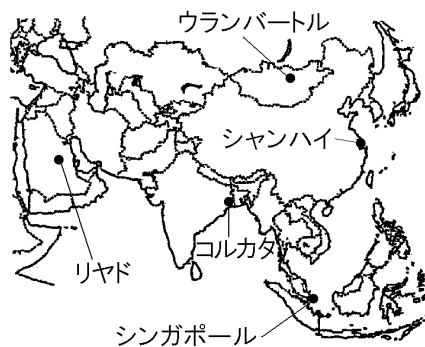 ウランバートル
シャンハイ
コルカタ
リヤド
シンガポール